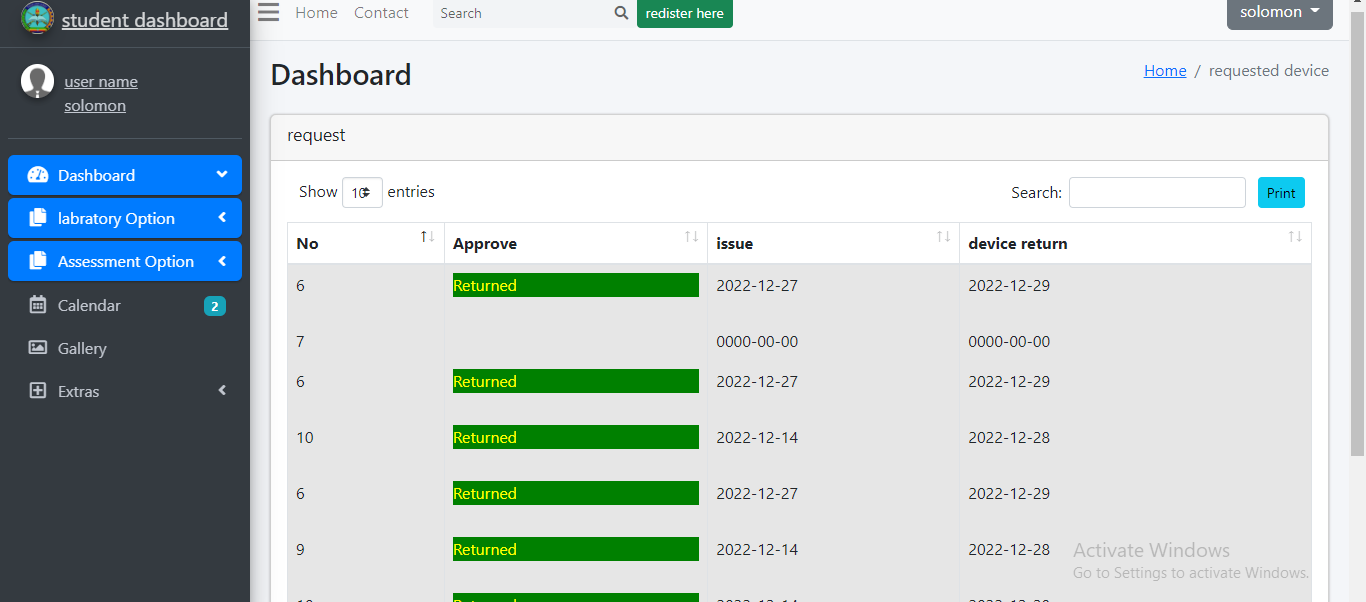 student dashboard
Home Contact Search redister here solomon
user name
solomon
Dashboard
Home / requested device
request
Dashboard
labratory Option
Assessment Option
Calendar 2
Gallery
Extras
Show 10 entries Search: Print
No Approve issue device return
6 Returned 2022-12-27 2022-12-29
7 0000-00-00 0000-00-00
6 Returned 2022-12-27 2022-12-29
10 Returned 2022-12-14 2022-12-28
6 Returned 2022-12-27 2022-12-29
9 Returned 2022-12-14 2022-12-28
Activate Windows
Go to Settings to activate Windows.